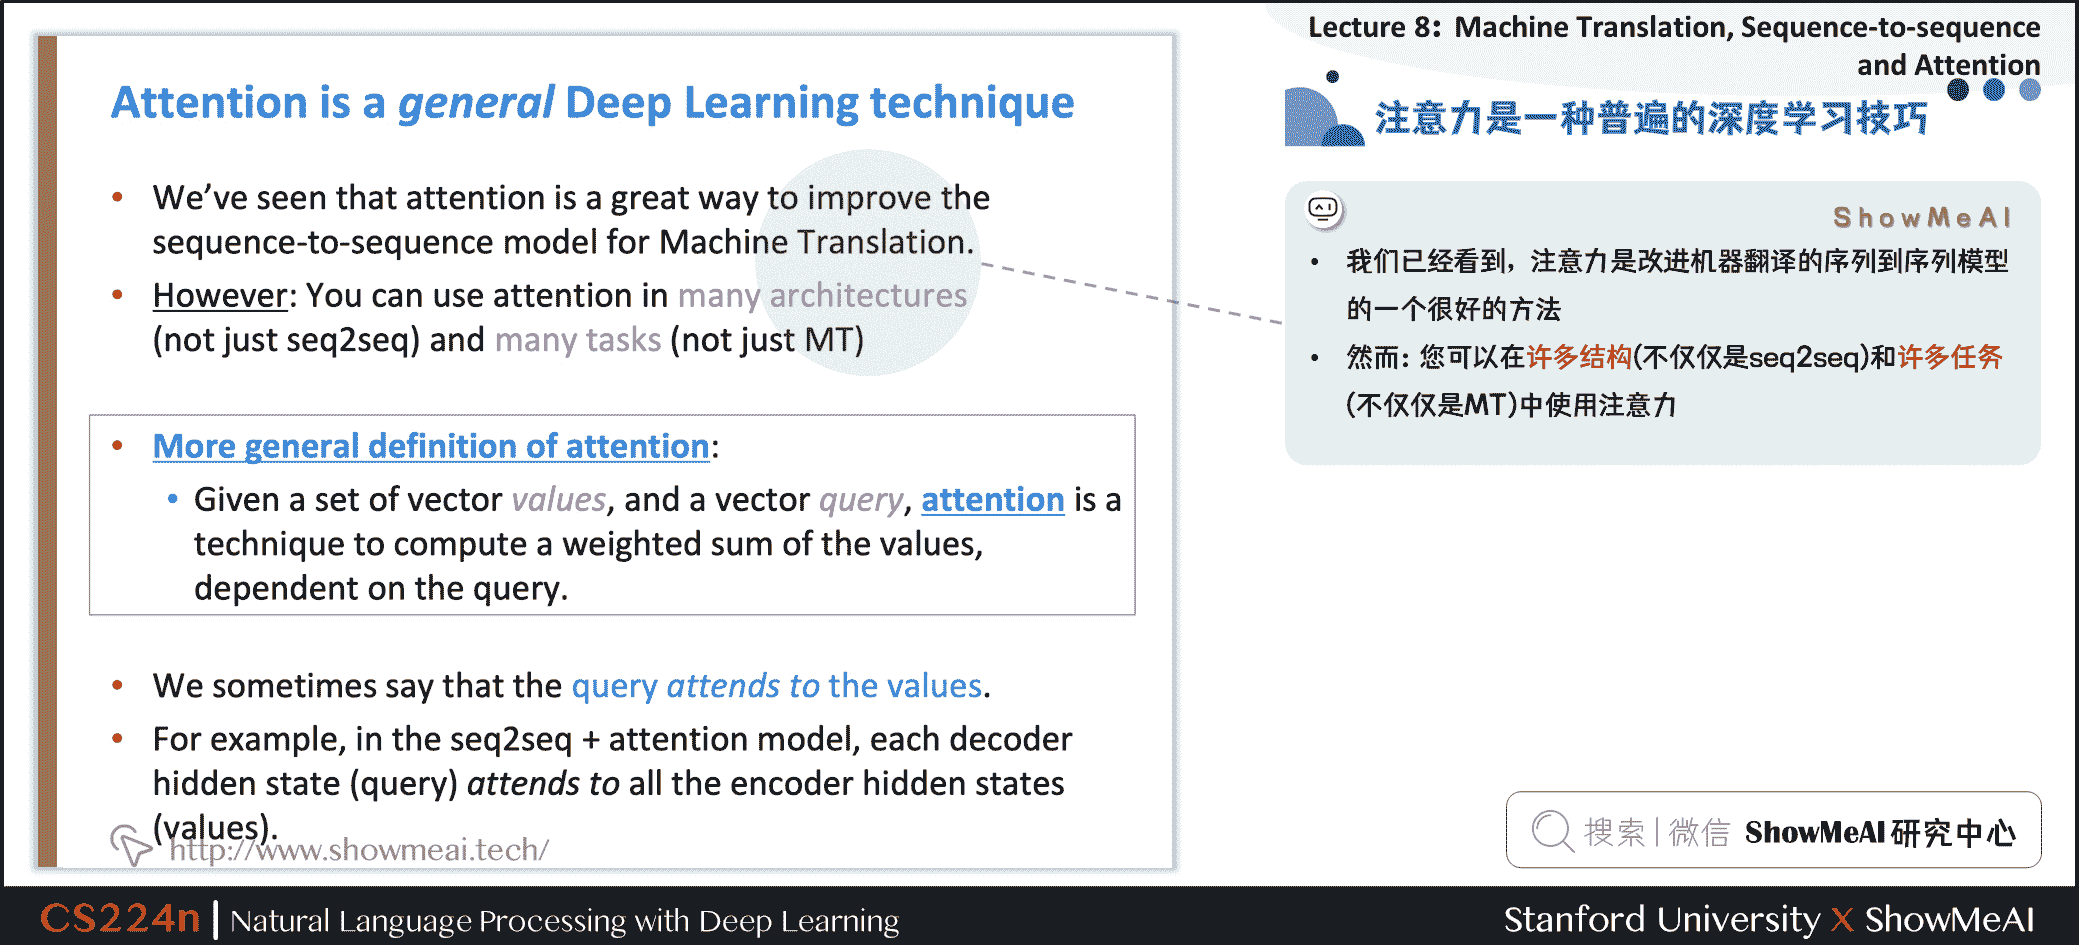 Lecture 8: Machine Translation, Sequence-to-sequence
and Attention
Attention is a general Deep Learning technique
• We've seen that attention is a great way to improve the
sequence-to-sequence model for Machine Translation.
• However: You can use attention in many architectures
(not just seq2seq) and many tasks (not just MT)
• More general definition of attention:
• Given a set of vector values, and a vector query, attention is a
technique to compute a weighted sum of the values,
dependent on the query.
• We sometimes say that the query attends to the values.
• For example, in the seq2seq + attention model, each decoder
hidden state (query) attends to all the encoder hidden states
(values).
http://www.showmeai.tech/
注意力是一种普遍的深度学习技巧
ShowMeAI
• 我们已经看到，注意力是改进机器翻译的序列到序列模型
的一个很好的方法
• 然而: 您可以在许多结构(不仅仅是seq2seq)和许多任务
(不仅仅是MT)中使用注意力
搜索|微信 ShowMeAI 研究中心
CS224n | Natural Language Processing with Deep Learning
Stanford University X ShowMeAI